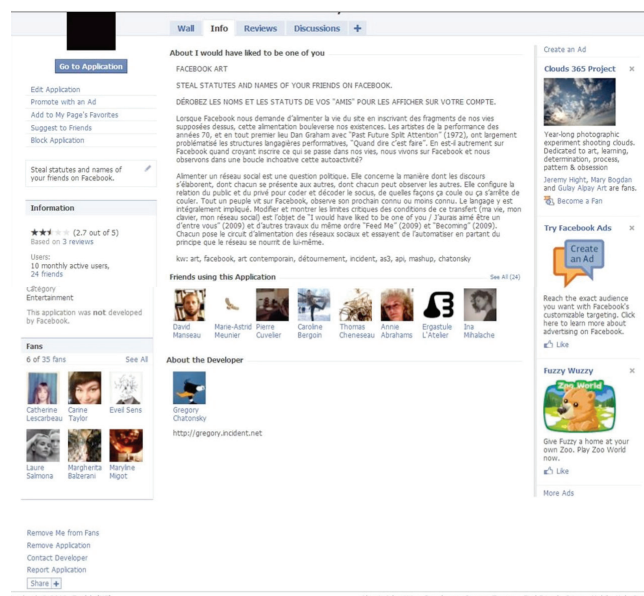 Wall Info Reviews Discussions +
Go to Application
Edit Application
Promote with an Ad
Add to My Page's Favorites
Suggest to Friends
Block Application
Steal statutes and names of
your friends on Facebook.
Information
(2.7 out of 5)
Based on 3 reviews
Users:
10 monthly active users,
24 friends
Category
Entertainment
This application was not developed
by Facebook.
Fans
6 of 35 fans See All
Catherine Lescarbeau
Carine Taylor
Eveil Sens
Laure Salmona
Margherita Balzerani
Maryline Migot
Remove Me from Fans
Remove Application
Contact Developer
Report Application
Share +
About I would have liked to be one of you
FACEBOOK ART
STEAL STATUTES AND NAMES OF YOUR FRIENDS ON FACEBOOK.
DÉROBEZ LES NOMS ET LES STATUTS DE VOS "AMIS" POUR LES AFFICHER SUR VOTRE COMPTE.
Lorsque Facebook nous demande d'alimenter la vie du site en inscrivant des fragments de nos vies
supposées dessus, cette alimentation bouleverse nos existences. Les artistes de la performance des
années 70, et en tout premier lieu Dan Graham avec "Past Future Spilt Attention" (1972), ont largement
problématisé les structures langagières performatives, "Quand dire c'est faire". En est-il autrement sur
Facebook quand croyant inscrire ce qui se passe dans nos vies, nous vivons sur Facebook et nous
observons dans une boucle inchoative cette autoactivité?
Alimenter un réseau social est une question politique. Elle concerne la manière dont les discours
s'élaborent, dont chacun se présente aux autres, dont chacun peut observer les autres. Elle configure la
relation du public et du privé pour coder et décoder le socius, de quelles façons ça coule ou ça s'arrête de
couler. Tout un peuple vit sur Facebook, observe son prochain connu ou moins connu. Le langage y est
intégralement impliqué. Modifier et montrer les limites critiques des conditions de ce transfert (ma vie, mon
clavier, mon réseau social) est l'objet de "I would have liked to be one of you / J'aurais aimé être un
d'entre vous" (2009) et d'autres travaux du même ordre "Feed Me" (2009) et "Becoming" (2009).
Chacun pose le circuit d'alimentation des réseaux sociaux et essayent de l'automatiser en partant du
principe que le réseau se nourrit de lui-même.
kw: art, facebook, art contemporain, détournement, incident, as3, api, mashup, chatonsky
Friends using this Application See All (24)
David Manseau
Marie-Astrid Meunier
Pierre Cuvelier
Caroline Bergoin
Thomas Cheneseau
Annie Abrahams
Ergastule L'Atelier
Ina Mihalache
About the Developer
Gregory
Chatonsky
http://gregory.incident.net
Create an Ad
Clouds 365 Project ×
Year-long photographic
experiment shooting clouds.
Dedicated to art, learning,
determination, process,
pattern & obsession
Jeremy Hight, Mary Bogdan
and Gulay Alpay Art are fans.
Become a Fan
Try Facebook Ads ×
Create
an Ad
Reach the exact audience
you want with Facebook's
customizable targeting. Click
here to learn more about
advertising on Facebook.
Like
Fuzzy Wuzzy ×
Zoo World
Give Fuzzy a home at your
own Zoo. Play Zoo World
now.
Like
More Ads